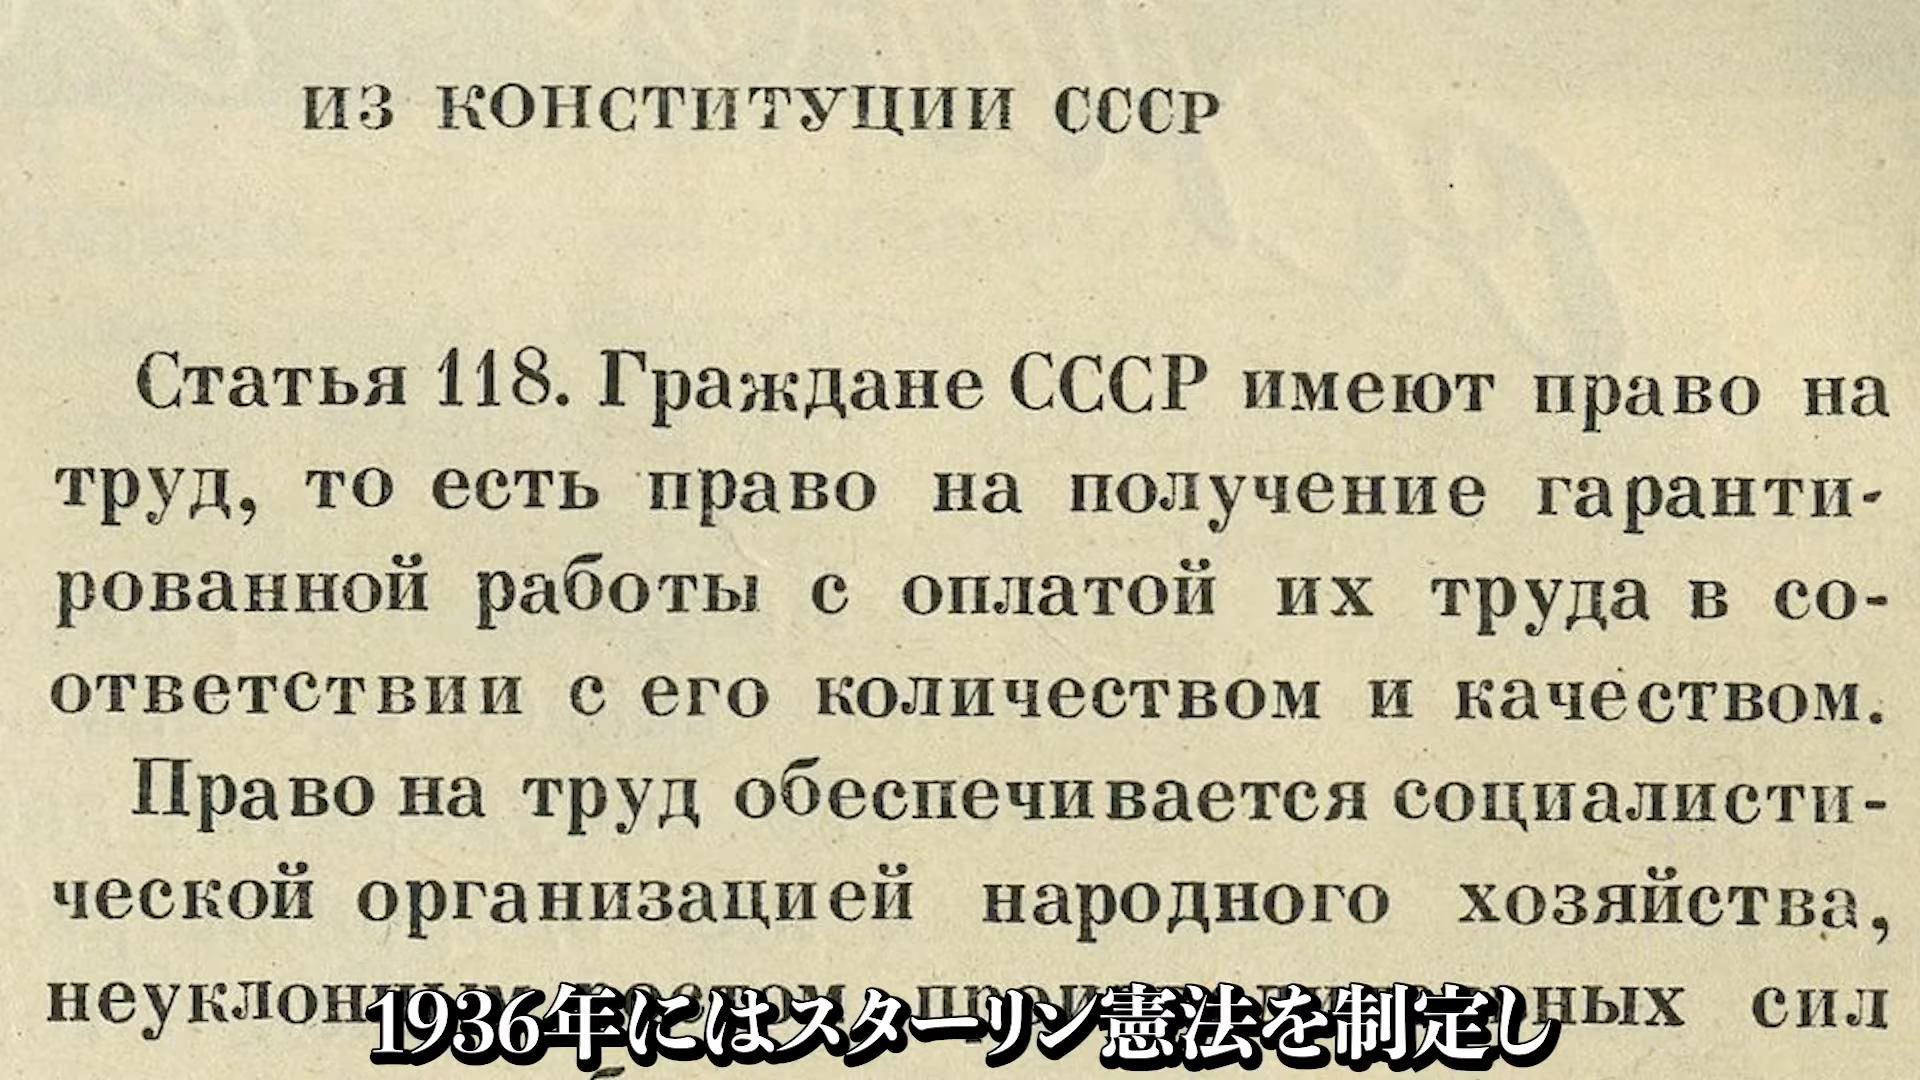 ИЗ КОНСТИТУЦИИ СССР
Статья 118. Граждане СССР имеют право на
труд, то есть право на получение гаранти-
рованной работы с оплатой их труда в со-
ответствии с его количеством и качеством.
Право на труд обеспечивается социалисти-
ческой организацией народного хозяйства,
сил
1936年にはスターリン憲法を制定し